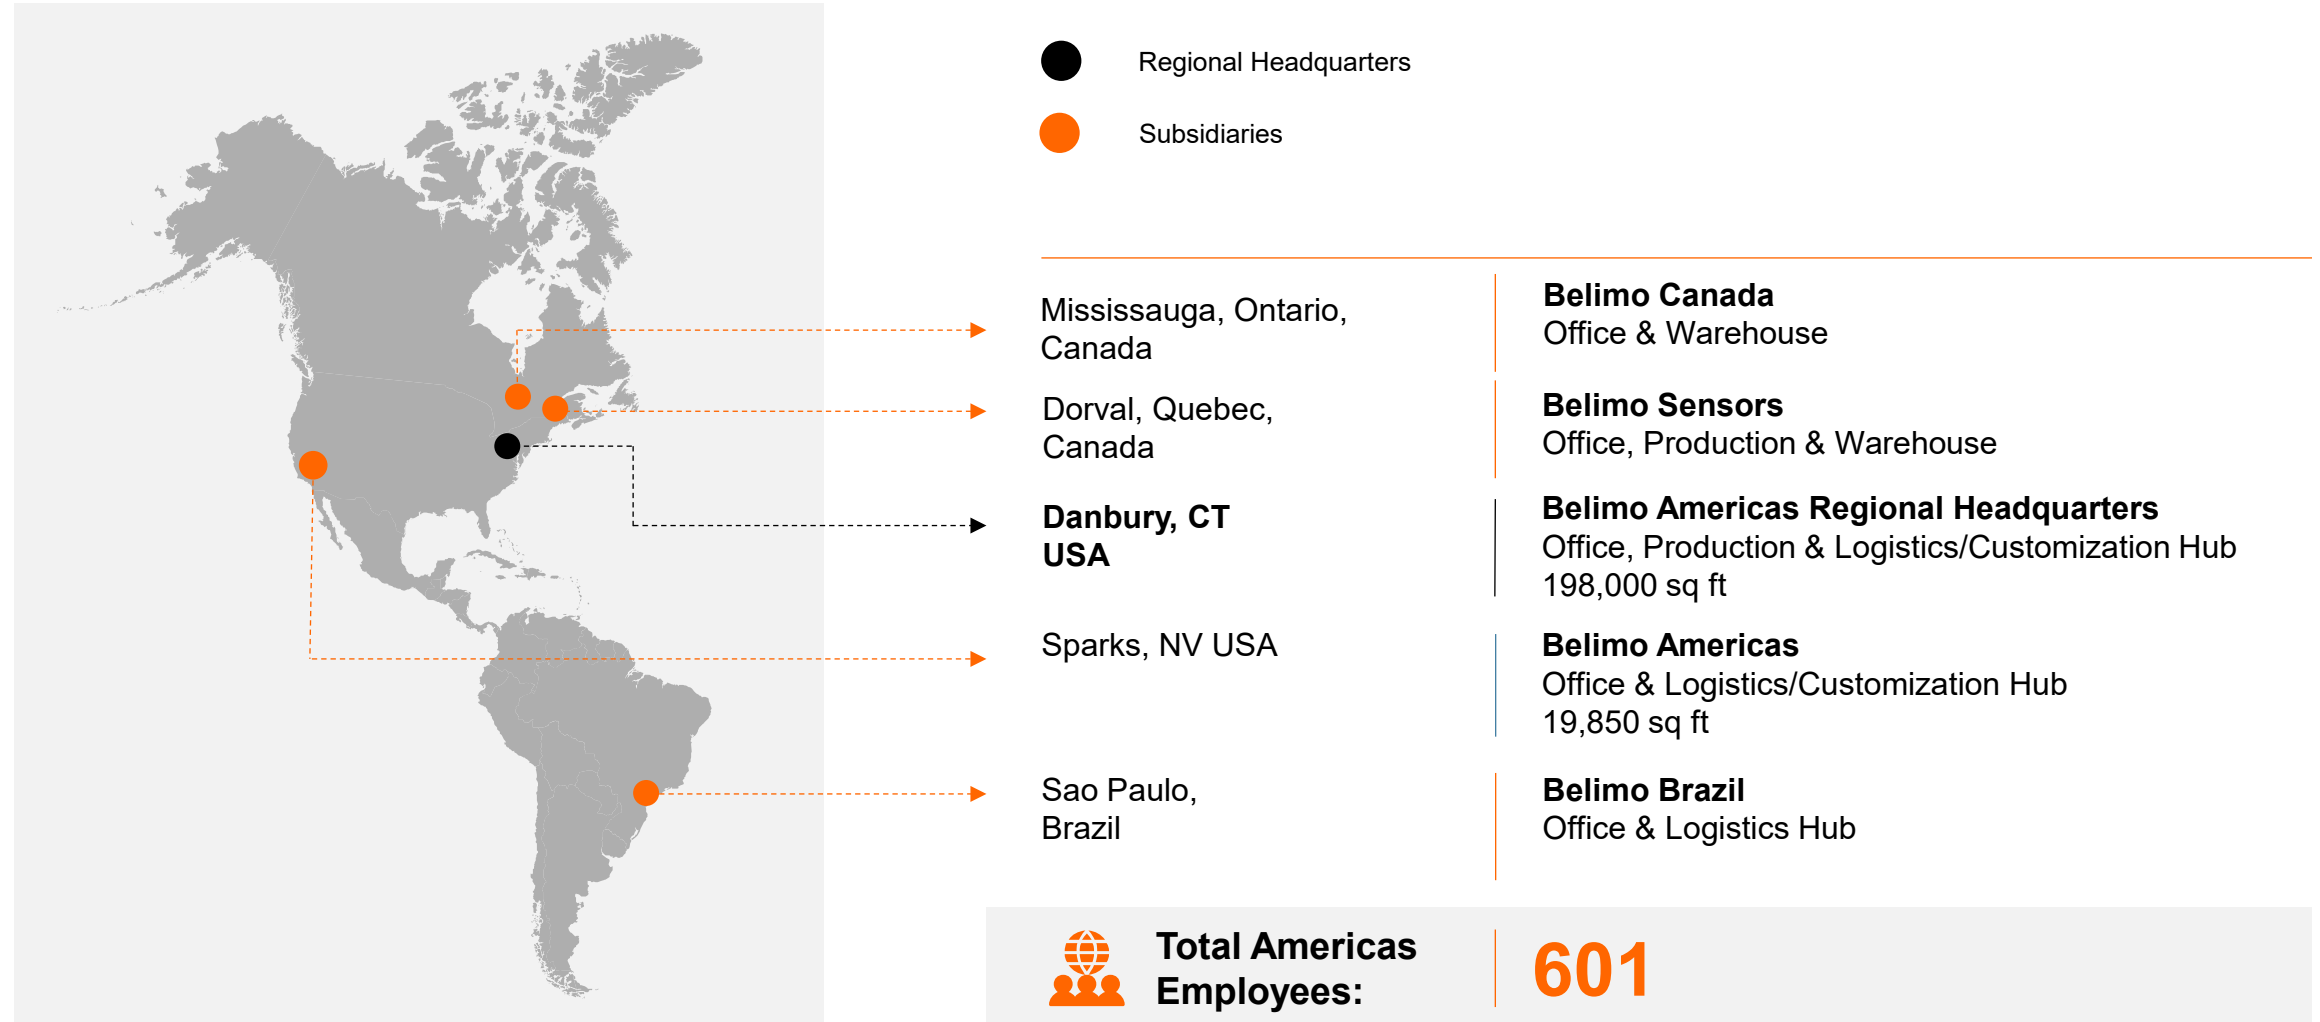 Regional Headquarters
Subsidiaries
Mississauga, Ontario,
Canada
Belimo Canada
Office & Warehouse
Dorval, Quebec,
Canada
Belimo Sensors
Office, Production & Warehouse
Danbury, CT
USA
Belimo Americas Regional Headquarters
Office, Production & Logistics/Customization Hub
198,000 sq ft
Sparks, NV USA
Belimo Americas
Office & Logistics/Customization Hub
19,850 sq ft
Sao Paulo,
Brazil
Belimo Brazil
Office & Logistics Hub
Total Americas
Employees:
601